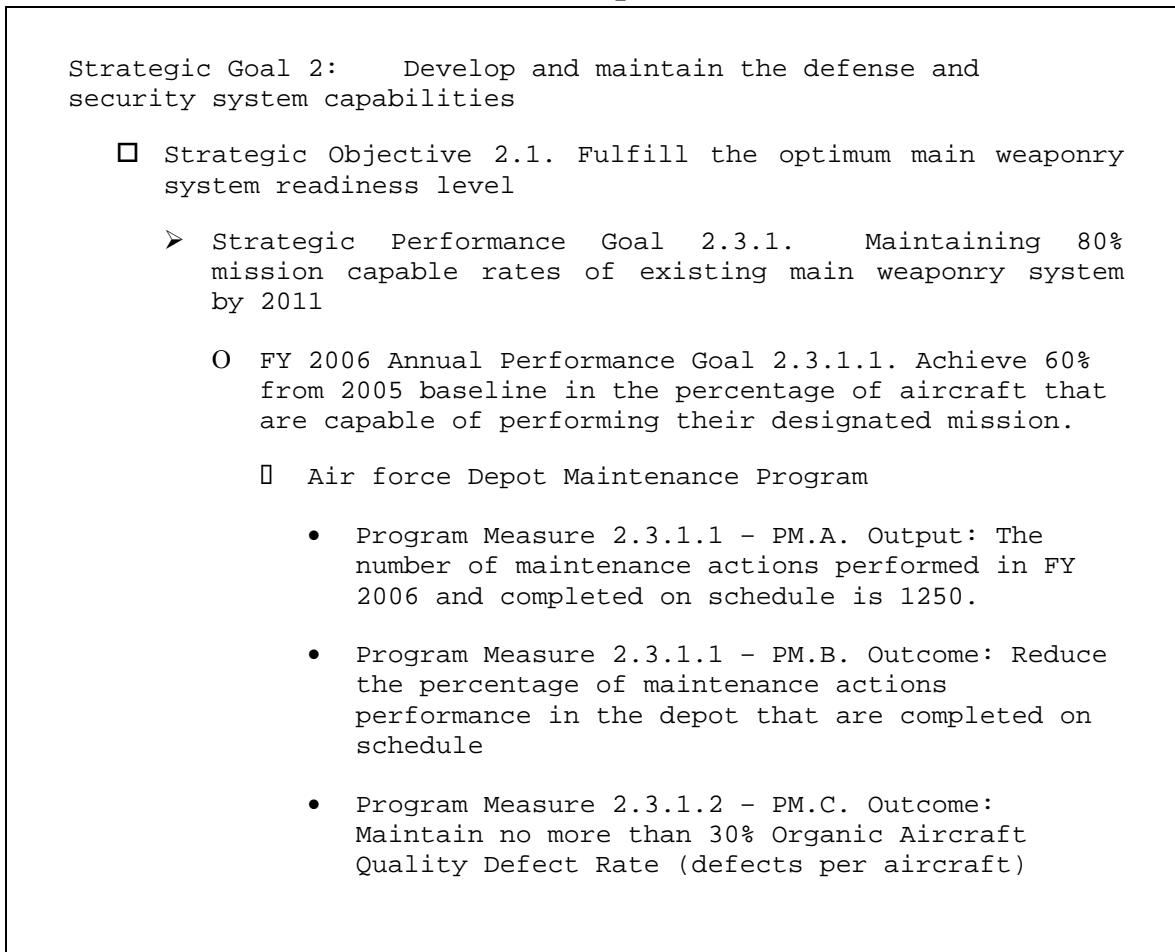 Strategic Goal 2: Develop and maintain the defense and
security system capabilities
☐ Strategic Objective 2.1. Fulfill the optimum main weaponry
system readiness level
➢ Strategic Performance Goal 2.3.1. Maintaining 80%
mission capable rates of existing main weaponry system
by 2011
O FY 2006 Annual Performance Goal 2.3.1.1. Achieve 60%
from 2005 baseline in the percentage of aircraft that
are capable of performing their designated mission.
▯ Air force Depot Maintenance Program
• Program Measure 2.3.1.1 – PM.A. Output: The
number of maintenance actions performed in FY
2006 and completed on schedule is 1250.
• Program Measure 2.3.1.1 – PM.B. Outcome: Reduce
the percentage of maintenance actions
performance in the depot that are completed on
schedule
• Program Measure 2.3.1.2 – PM.C. Outcome:
Maintain no more than 30% Organic Aircraft
Quality Defect Rate (defects per aircraft)